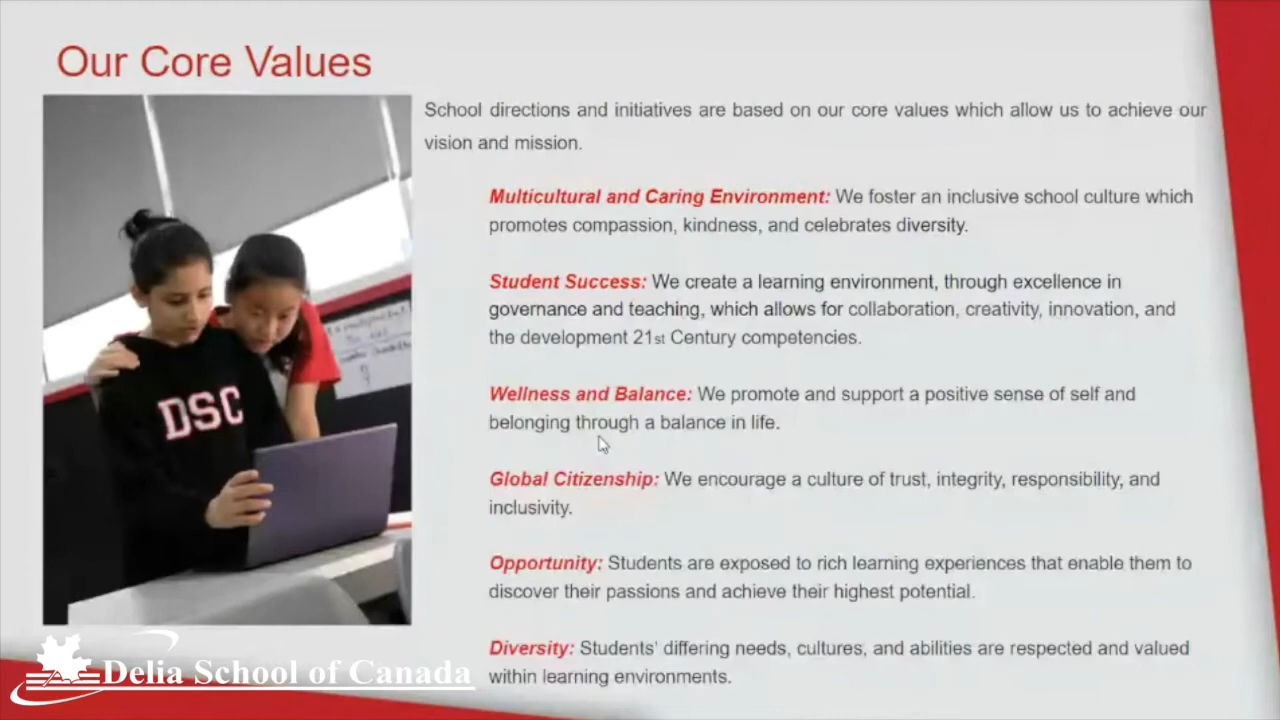 Our Core Values
School directions and initiatives are based on our core values which allow us to achieve our
vision and mission.
Multicultural and Caring Environment: We foster an inclusive school culture which
promotes compassion, kindness, and celebrates diversity.
Student Success: We create a learning environment, through excellence in
governance and teaching, which allows for collaboration, creativity, innovation, and
the development 21st Century competencies.
Wellness and Balance: We promote and support a positive sense of self and
belonging through a balance in life.
Global Citizenship: We encourage a culture of trust, integrity, responsibility, and
inclusivity.
Opportunity: Students are exposed to rich learning experiences that enable them to
discover their passions and achieve their highest potential.
Diversity: Students' differing needs, cultures, and abilities are respected and valued
within learning environments.
DSC
Delia School of Canada